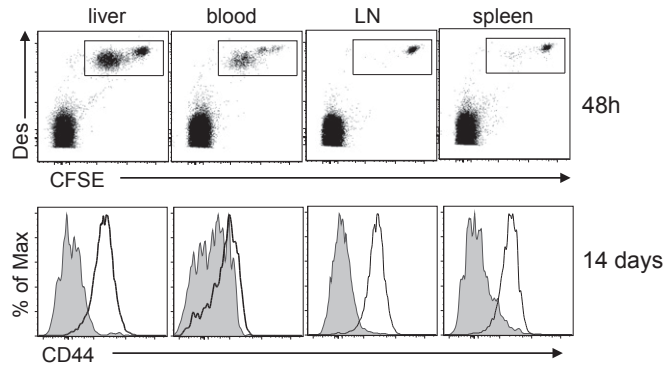 liver blood LN spleen
Des
48h
CFSE
% of Max
14 days
CD44